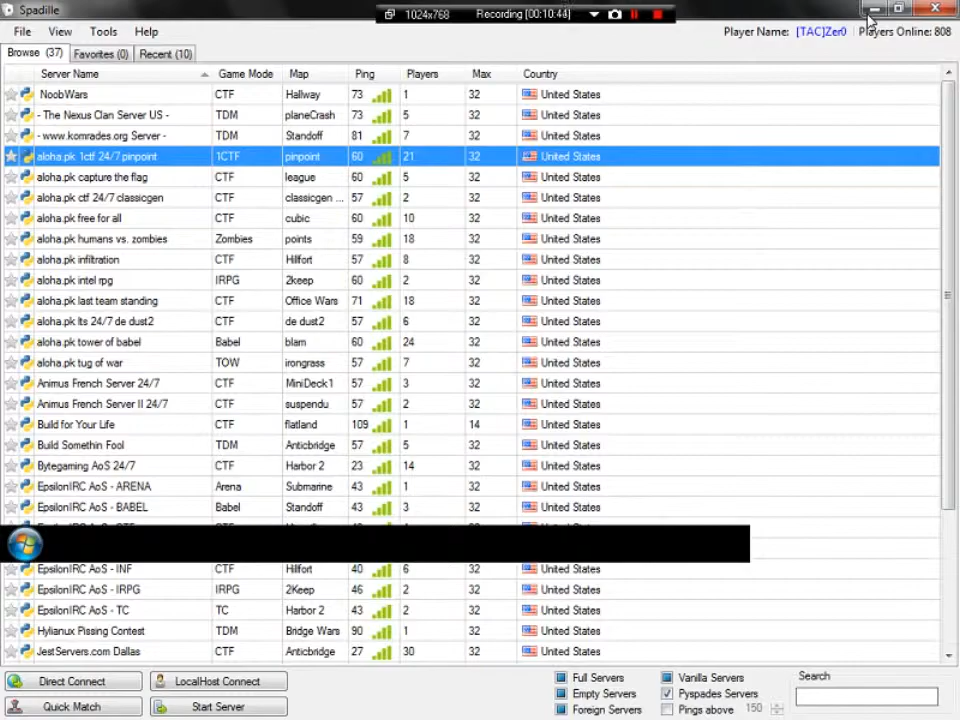 Spadille
1024x768 Recording [00:10:44]
File View Tools Help Player Name: [TAC]Zer0 Players Online: 808
Browse (37) Favorites (0) Recent (10)
Server Name Game Mode Map Ping Players Max Country
NoobWars CTF Hallway 73 1 32 United States
- The Nexus Clan Server US - TDM planeCrash 73 5 32 United States
- www.komrades.org Server - TDM Standoff 81 7 32 United States
aloha.pk 1ctf 24/7 pinpoint 1CTF pinpoint 60 21 32 United States
aloha.pk capture the flag CTF league 60 5 32 United States
aloha.pk ctf 24/7 classicgen CTF classicgen ... 57 2 32 United States
aloha.pk free for all CTF cubic 60 10 32 United States
aloha.pk humans vs. zombies Zombies points 59 18 32 United States
aloha.pk infiltration CTF Hilfort 57 8 32 United States
aloha.pk intel rpg IRPG 2keep 60 2 32 United States
aloha.pk last team standing CTF Office Wars 71 18 32 United States
aloha.pk lts 24/7 de dust2 CTF de dust2 57 6 32 United States
aloha.pk tower of babel Babel blam 60 24 32 United States
aloha.pk tug of war TOW irongrass 57 7 32 United States
Animus French Server 24/7 CTF MiniDeck1 57 3 32 United States
Animus French Server II 24/7 CTF suspendu 57 2 32 United States
Build for Your Life CTF flatland 109 1 14 United States
Build Somethin Fool TDM Anticbridge 57 5 32 United States
Bytegaming AoS 24/7 CTF Harbor 2 23 14 32 United States
EpsilonIRC AoS - ARENA Arena Submarine 43 1 32 United States
EpsilonIRC AoS - BABEL Babel Standoff 43 3 32 United States
EpsilonIRC AoS - INF CTF Hilfort 40 6 32 United States
EpsilonIRC AoS - IRPG IRPG 2Keep 46 2 32 United States
EpsilonIRC AoS - TC TC Harbor 2 43 2 32 United States
Hylianux Pissing Contest TDM Bridge Wars 90 1 32 United States
JestServers.com Dallas CTF Anticbridge 27 30 32 United States
Direct Connect LocalHost Connect Full Servers Vanilla Servers Search
Empty Servers Pyspades Servers
Quick Match Start Server Foreign Servers Pings above 150